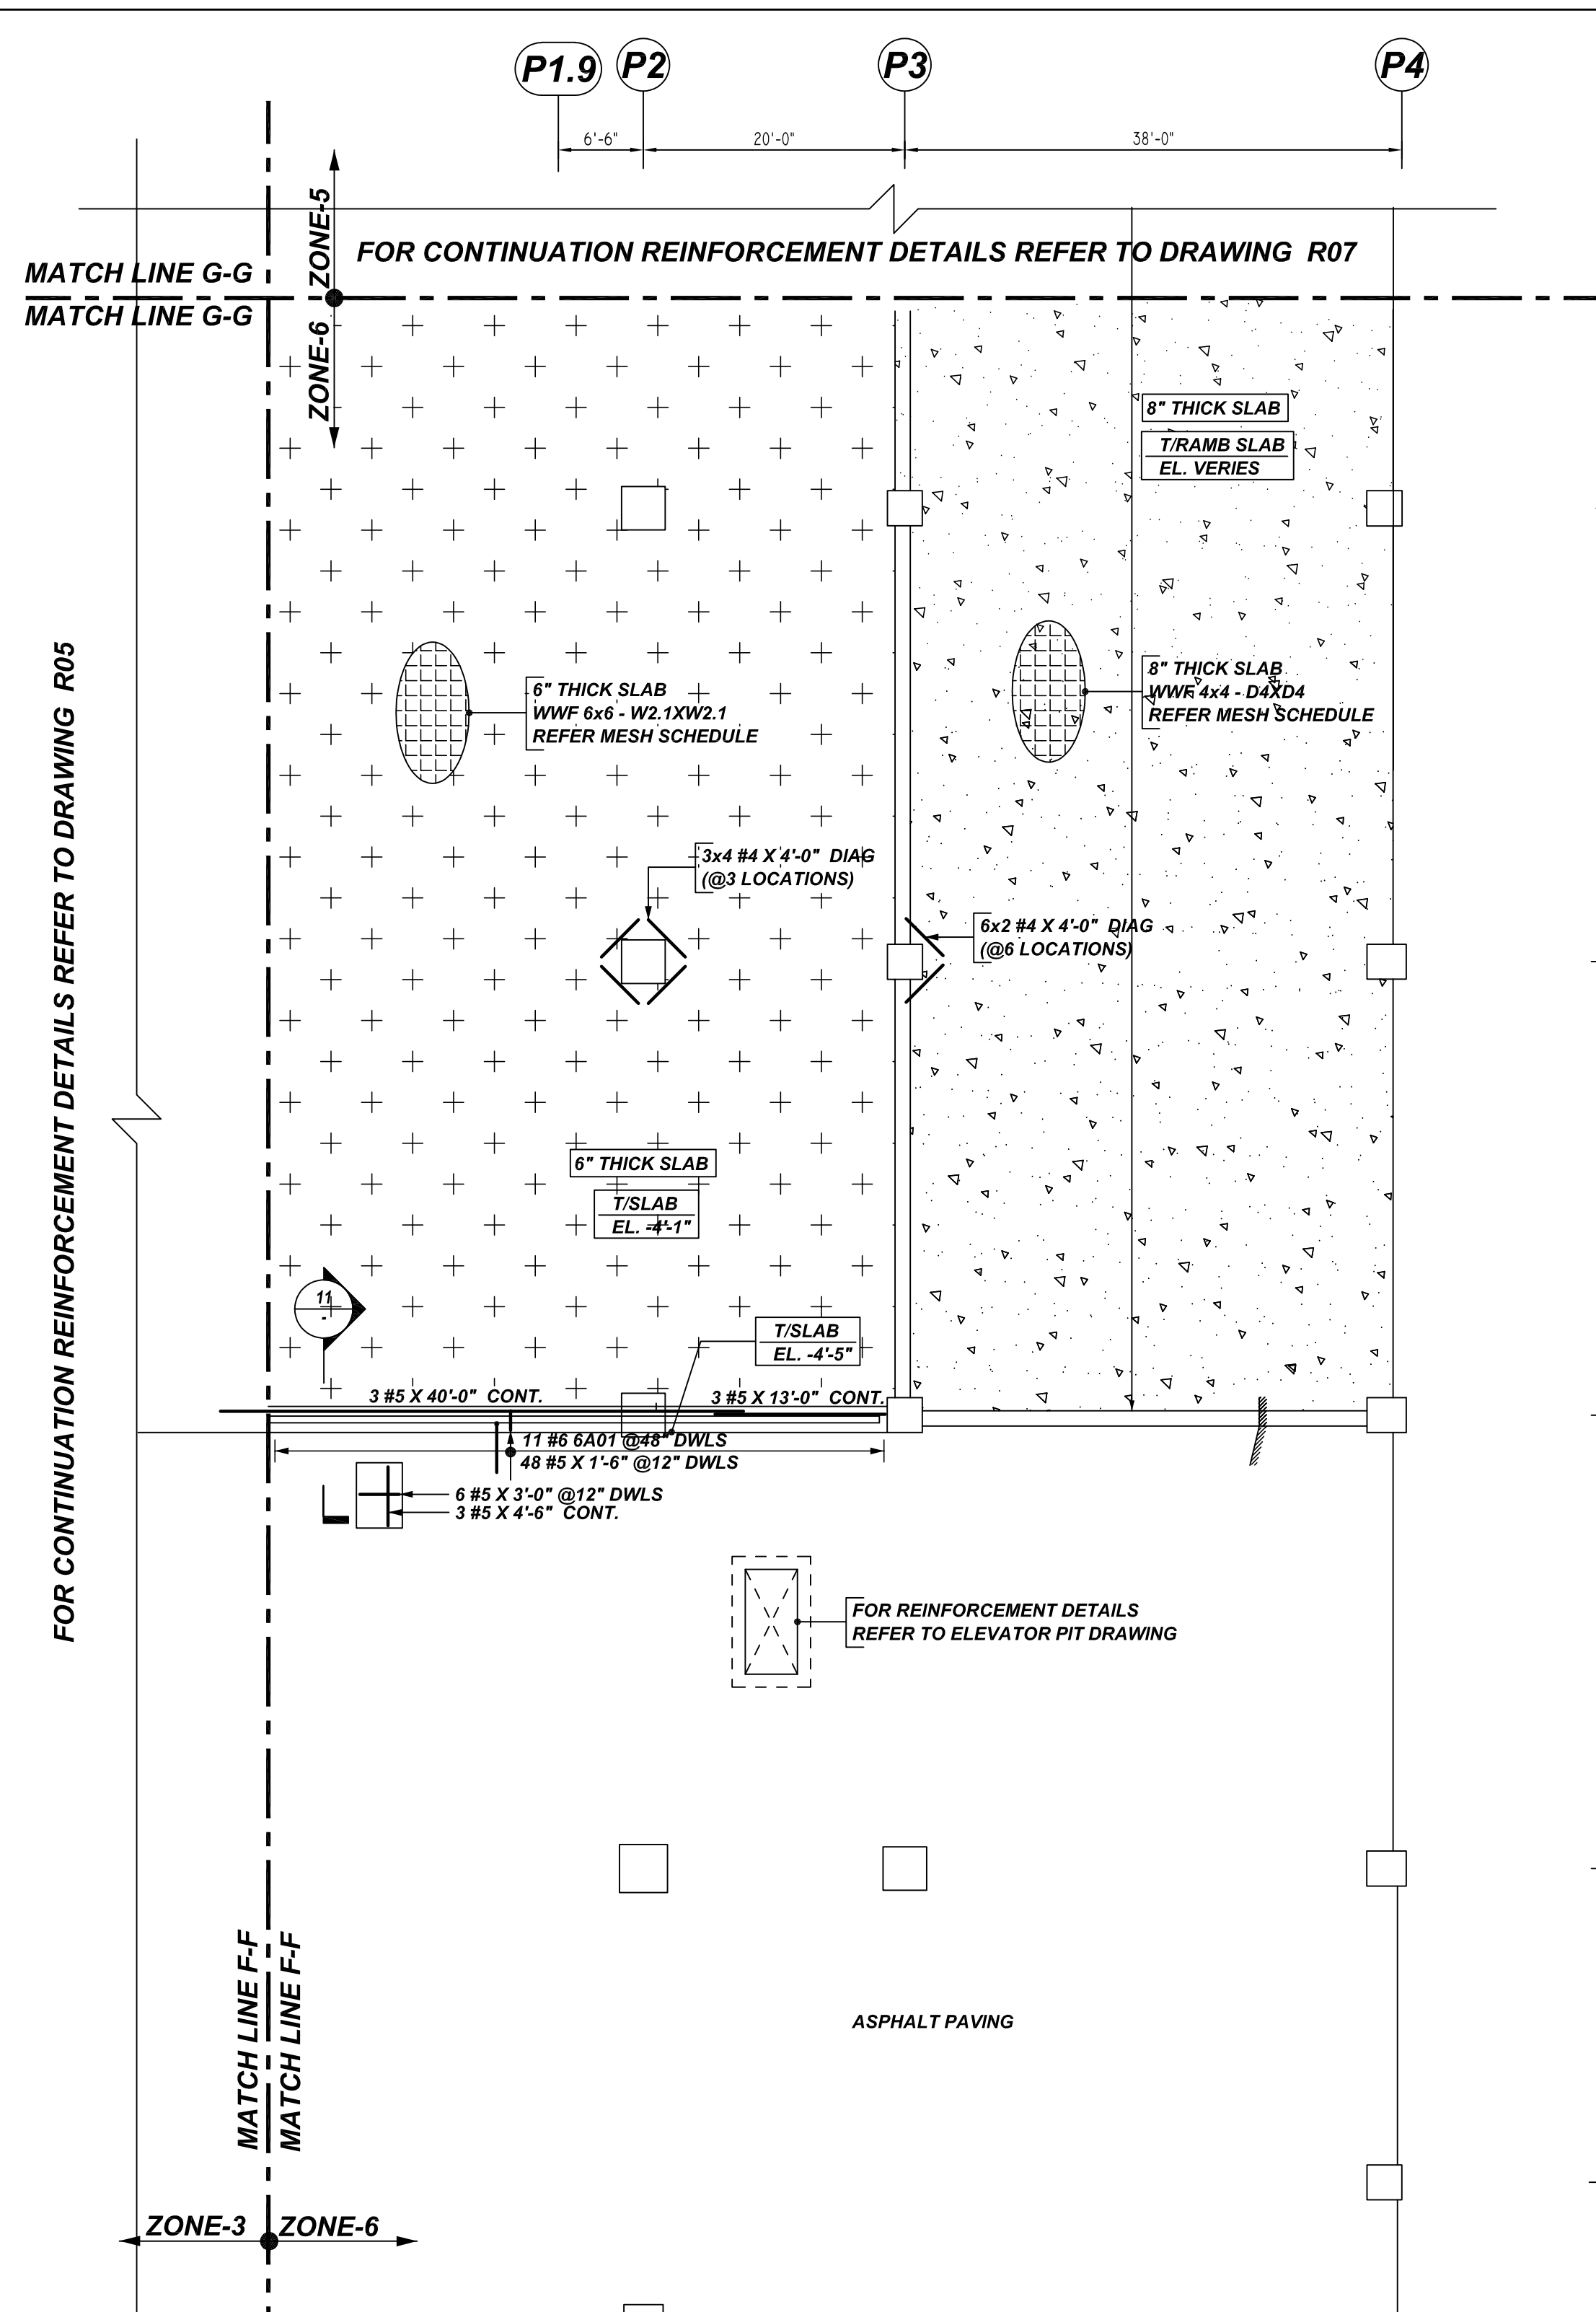 P1.9 P2 P3 P4
6'-6" 20'-0" 38'-0"
ZONE-5
FOR CONTINUATION REINFORCEMENT DETAILS REFER TO DRAWING R07
MATCH LINE G-G
MATCH LINE G-G
ZONE-6
8" THICK SLAB
T/RAMB SLAB
EL. VERIES
FOR CONTINUATION REINFORCEMENT DETAILS REFER TO DRAWING R05
6" THICK SLAB
WWF 6x6 - W2.1XW2.1
REFER MESH SCHEDULE
8" THICK SLAB
WWF 4x4 - D4XD4
REFER MESH SCHEDULE
3x4 #4 X 4'-0" DIAG
(@3 LOCATIONS)
6x2 #4 X 4'-0" DIAG
(@6 LOCATIONS)
6" THICK SLAB
T/SLAB
EL. -4'-1"
11
-
T/SLAB
EL. -4'-5"
3 #5 X 40'-0" CONT.
3 #5 X 13'-0" CONT.
11 #6 6A01 @48" DWLS
48 #5 X 1'-6" @12" DWLS
6 #5 X 3'-0" @12" DWLS
3 #5 X 4'-6" CONT.
FOR REINFORCEMENT DETAILS
REFER TO ELEVATOR PIT DRAWING
MATCH LINE F-F
MATCH LINE F-F
ASPHALT PAVING
ZONE-3 ZONE-6